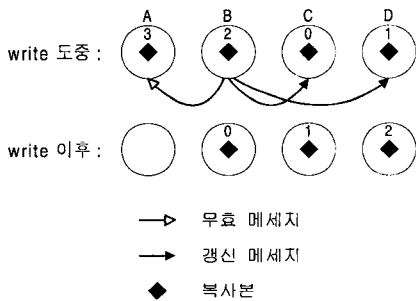 A B C D
write 도중 : 3 2 0 1
write 이후 : 0 1 2
무효 메세지
갱신 메세지
복사본